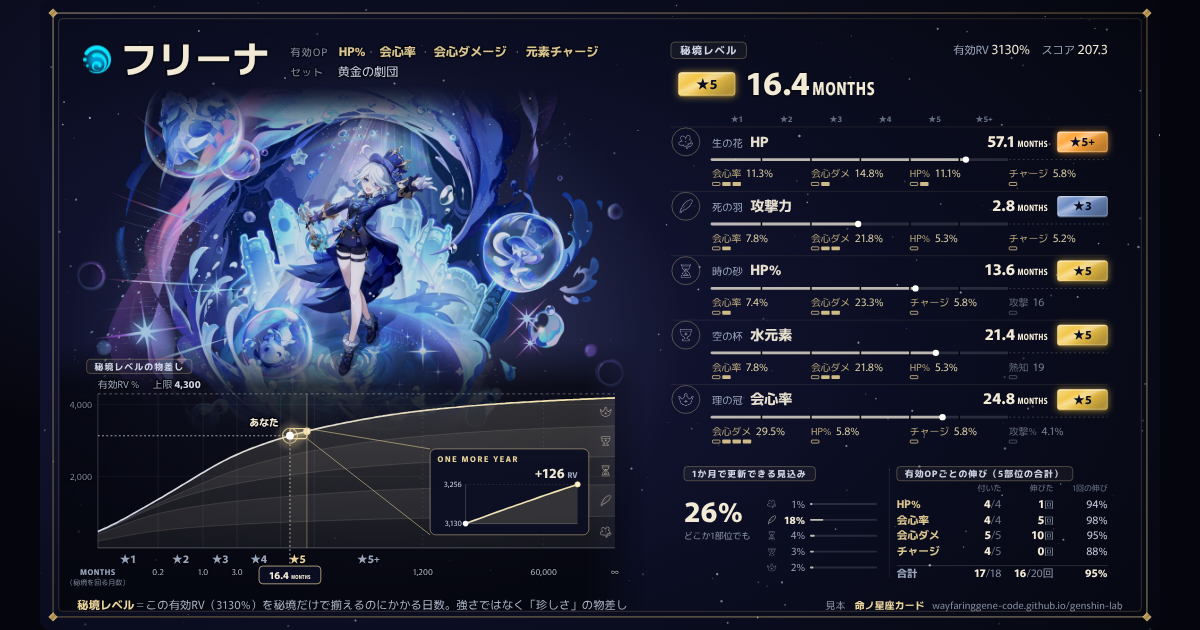 フリーナ
有効OP HP%・会心率・会心ダメージ・元素チャージ
セット 黄金の劇団
秘境レベル
有効RV 3130% スコア 207.3
★5 16.4 MONTHS
★1 ★2 ★3 ★4 ★5 ★5+
生の花 HP 57.1 MONTHS ★5+
会心率 11.3% 会心ダメ 14.8% HP% 11.1% チャージ 5.8%
死の羽 攻撃力 2.8 MONTHS ★3
会心率 7.8% 会心ダメ 21.8% HP% 5.3% チャージ 5.2%
時の砂 HP% 13.6 MONTHS ★5
会心率 7.4% 会心ダメ 23.3% チャージ 5.8% 攻撃 16
空の杯 水元素 21.4 MONTHS ★5
会心率 7.8% 会心ダメ 21.8% HP% 5.3% 熟知 19
理の冠 会心率 24.8 MONTHS ★5
会心ダメ 29.5% HP% 5.8% チャージ 5.8% 攻撃% 4.1%
秘境レベルの物差し
有効RV % 上限 4,300
4,000
2,000
あなた
ONE MORE YEAR
+126 RV
3,256
3,130
★1 ★2 ★3 ★4 ★5 ★5+
MONTHS 0.2 1.0 3.0 16.4 MONTHS 1,200 60,000 ∞
(秘境を回る月数)
1か月で更新できる見込み
26%
どこか1部位でも
1%
18%
4%
3%
2%
有効OPごとの伸び（5部位の合計）
付いた 伸びた 1回の伸び
HP% 4/4 1回 94%
会心率 4/4 5回 98%
会心ダメ 5/5 10回 95%
チャージ 4/5 0回 88%
合計 17/18 16/20回 95%
秘境レベル＝この有効RV（3130%）を秘境だけで揃えるのにかかる日数。強さではなく「珍しさ」の物差し
見本 命ノ星座カード wayfaringgene-code.github.io/genshin-lab